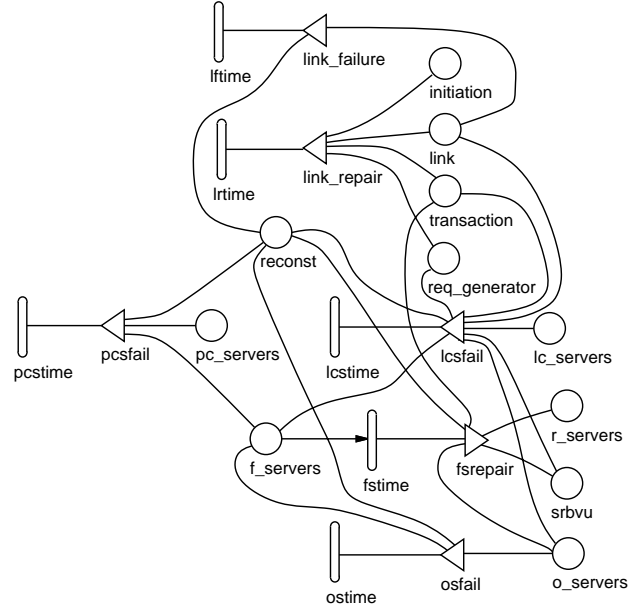 link_failure
lftime
initiation
link
link_repair
lrtime
transaction
reconst
req_generator
pcsfail
pc_servers
lcsfail
lc_servers
pcstime
lcstime
r_servers
f_servers
fstime
fsrepair
srbvu
osfail
o_servers
ostime